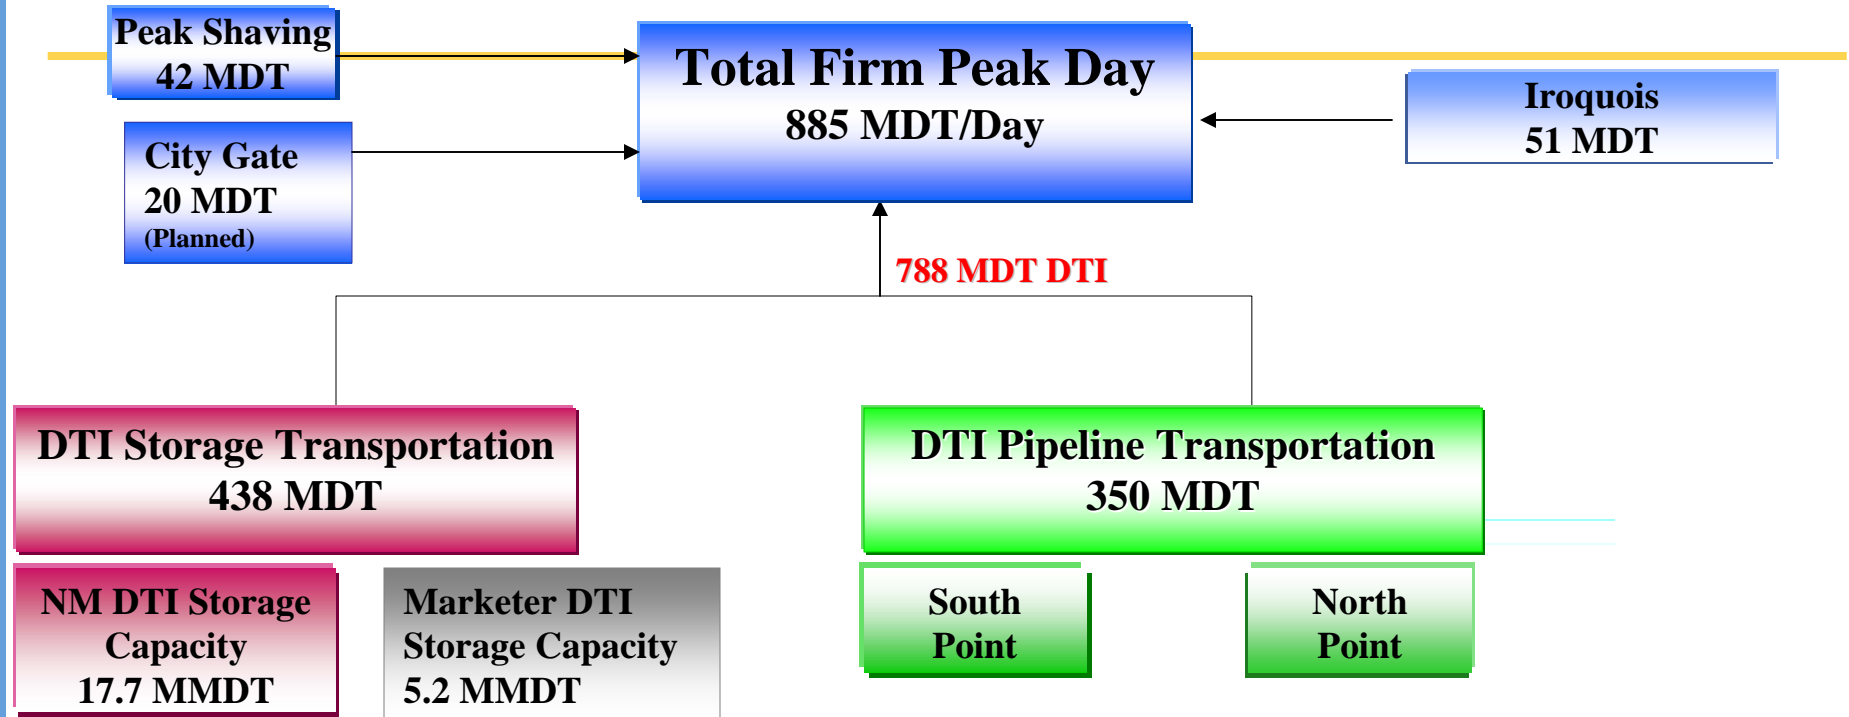 Peak Shaving
42 MDT
Total Firm Peak Day
885 MDT/Day
Iroquois
51 MDT
City Gate
20 MDT
(Planned)
788 MDT DTI
DTI Storage Transportation
438 MDT
DTI Pipeline Transportation
350 MDT
NM DTI Storage
Capacity
17.7 MMDT
Marketer DTI
Storage Capacity
5.2 MMDT
South
Point
North
Point